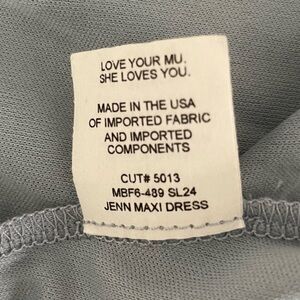 LOVE YOUR MU.
SHE LOVES YOU.
MADE IN THE USA
OF IMPORTED FABRIC
AND IMPORTED
COMPONENTS
CUT# 5013
MBF6-489 SL24
JENN MAXI DRESS